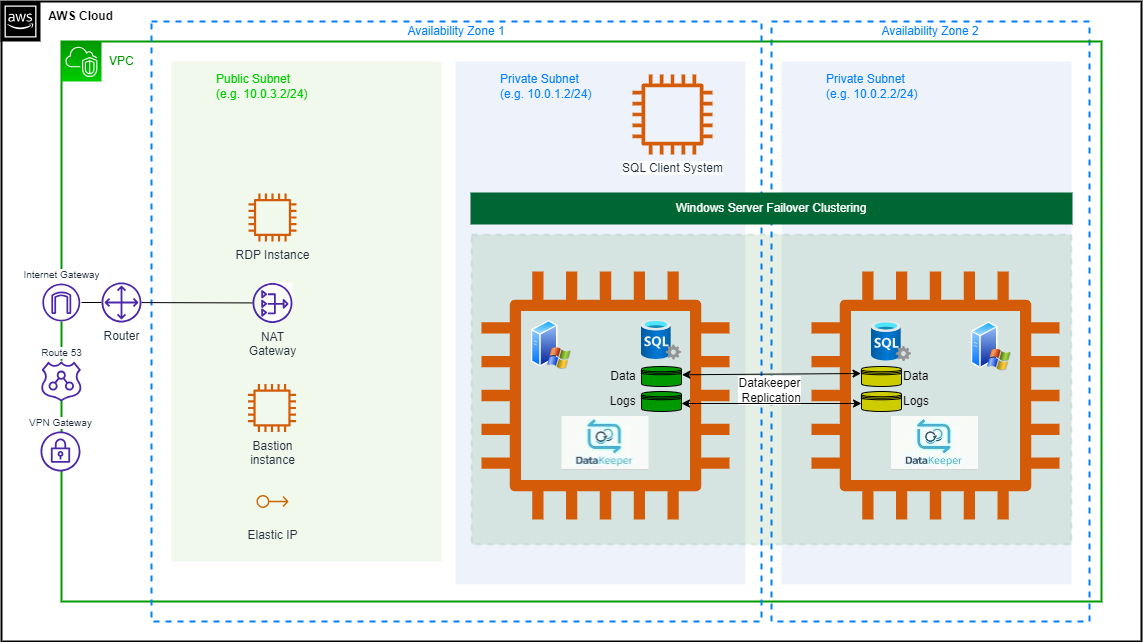 aws
AWS Cloud
Availability Zone 1
Availability Zone 2
VPC
Public Subnet
(e.g. 10.0.3.2/24)
Private Subnet
(e.g. 10.0.1.2/24)
Private Subnet
(e.g. 10.0.2.2/24)
SQL Client System
Windows Server Failover Clustering
RDP Instance
Internet Gateway
Router
NAT
Gateway
Route 53
VPN Gateway
Bastion
instance
Elastic IP
SQL
Data
Logs
DataKeeper
Datakeeper
Replication
SQL
Data
Logs
DataKeeper